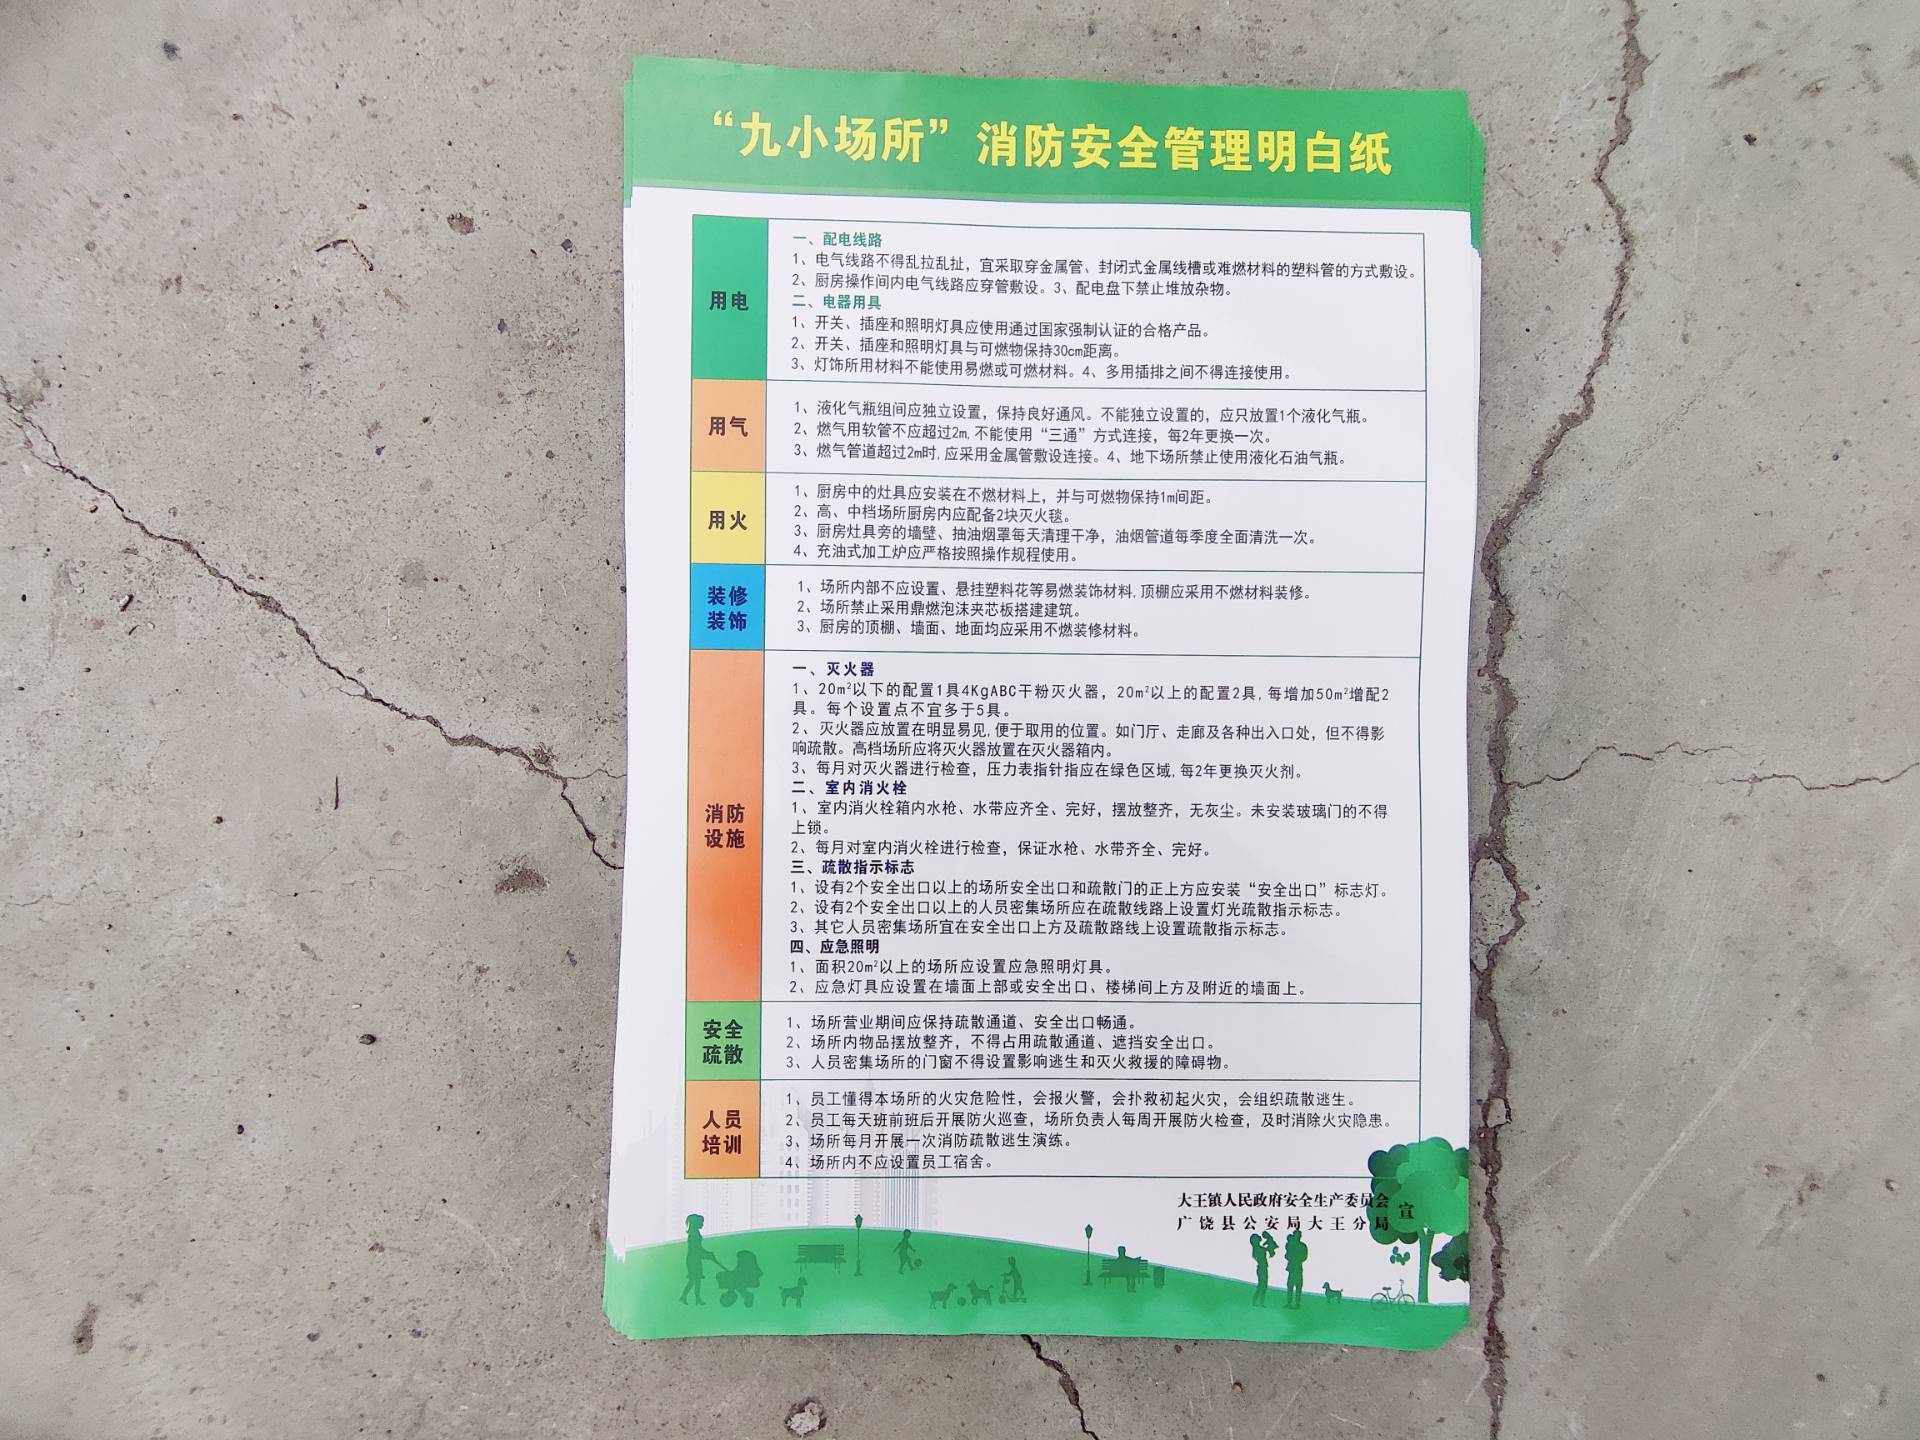 “九小场所”消防安全管理明白纸
用电
一、配电线路
1、电气线路不得乱拉乱扯，宜采取穿金属管、封闭式金属线槽或难燃材料的塑料管的方式敷设。
2、厨房操作间内电气线路应穿管敷设。3、配电盘下禁止堆放杂物。
二、电器用具
1、开关、插座和照明灯具应使用通过国家强制认证的合格产品。
2、开关、插座和照明灯具与可燃物保持30cm距离。
3、灯饰所用材料不能使用易燃或可燃材料。4、多用插排之间不得连接使用。
用气
1、液化气瓶组间应独立设置，保持良好通风。不能独立设置的，应只放置1个液化气瓶。
2、燃气用软管不应超过2m,不能使用“三通”方式连接，每2年更换一次。
3、燃气管道超过2m时,应采用金属管敷设连接。4、地下场所禁止使用液化石油气瓶。
用火
1、厨房中的灶具应安装在不燃材料上，并与可燃物保持1m间距。
2、高、中档场所厨房内应配备2块灭火毯。
3、厨房灶具旁的墙壁、抽油烟罩每天清理干净，油烟管道每季度全面清洗一次。
4、充油式加工炉应严格按照操作规程使用。
装修
装饰
1、场所内部不应设置、悬挂塑料花等易燃装饰材料,顶棚应采用不燃材料装修。
2、场所禁止采用鼎燃泡沫夹芯板搭建建筑。
3、厨房的顶棚、墙面、地面均应采用不燃装修材料。
消防
设施
一、灭火器
1、20m²以下的配置1具4KgABC干粉灭火器，20m²以上的配置2具,每增加50m²增配2
具。每个设置点不宜多于5具。
2、灭火器应放置在明显易见,便于取用的位置。如门厅、走廊及各种出入口处，但不得影
响疏散。高档场所应将灭火器放置在灭火器箱内。
3、每月对灭火器进行检查，压力表指针指应在绿色区域,每2年更换灭火剂。
二、室内消火栓
1、室内消火栓箱内水枪、水带应齐全、完好，摆放整齐，无灰尘。未安装玻璃门的不得
上锁。
2、每月对室内消火栓进行检查，保证水枪、水带齐全、完好。
三、疏散指示标志
1、设有2个安全出口以上的场所安全出口和疏散门的正上方应安装“安全出口”标志灯。
2、设有2个安全出口以上的人员密集场所应在疏散线路上设置灯光疏散指示标志。
3、其它人员密集场所宜在安全出口上方及疏散路线上设置疏散指示标志。
四、应急照明
1、面积20m²以上的场所应设置应急照明灯具。
2、应急灯具应设置在墙面上部或安全出口、楼梯间上方及附近的墙面上。
安全
疏散
1、场所营业期间应保持疏散通道、安全出口畅通。
2、场所内物品摆放整齐，不得占用疏散通道、遮挡安全出口。
3、人员密集场所的门窗不得设置影响逃生和灭火救援的障碍物。
人员
培训
1、员工懂得本场所的火灾危险性，会报火警，会扑救初起火灾，会组织疏散逃生。
2、员工每天班前班后开展防火巡查，场所负责人每周开展防火检查，及时消除火灾隐患。
3、场所每月开展一次消防疏散逃生演练。
4、场所内不应设置员工宿舍。
大王镇人民政府安全生产委员会
广饶县公安局大王分局
宣